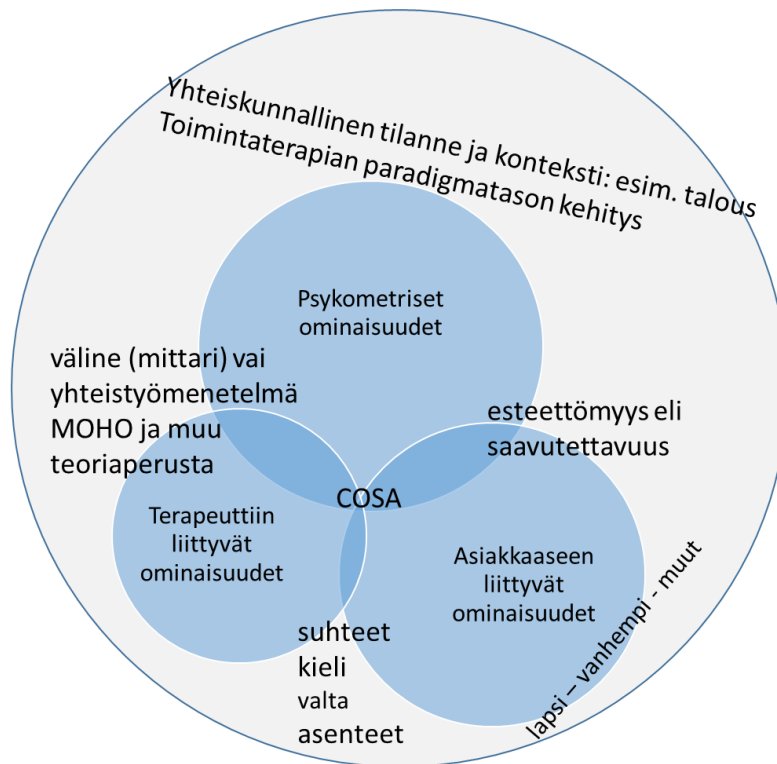 Yhteiskunnallinen tilanne ja konteksti: esim. talous
Toimintaterapian paradigmatason kehitys
Psykometriset
ominaisuudet
väline (mittari) vai
yhteistyömenetelmä
MOHO ja muu
teoriaperusta
esteettömyys eli
saavutettavuus
COSA
Terapeuttiin
liittyvät
ominaisuudet
Asiakkaaseen
liittyvät
ominaisuudet
lapsi – vanhempi - muut
suhteet
kieli
valta
asenteet